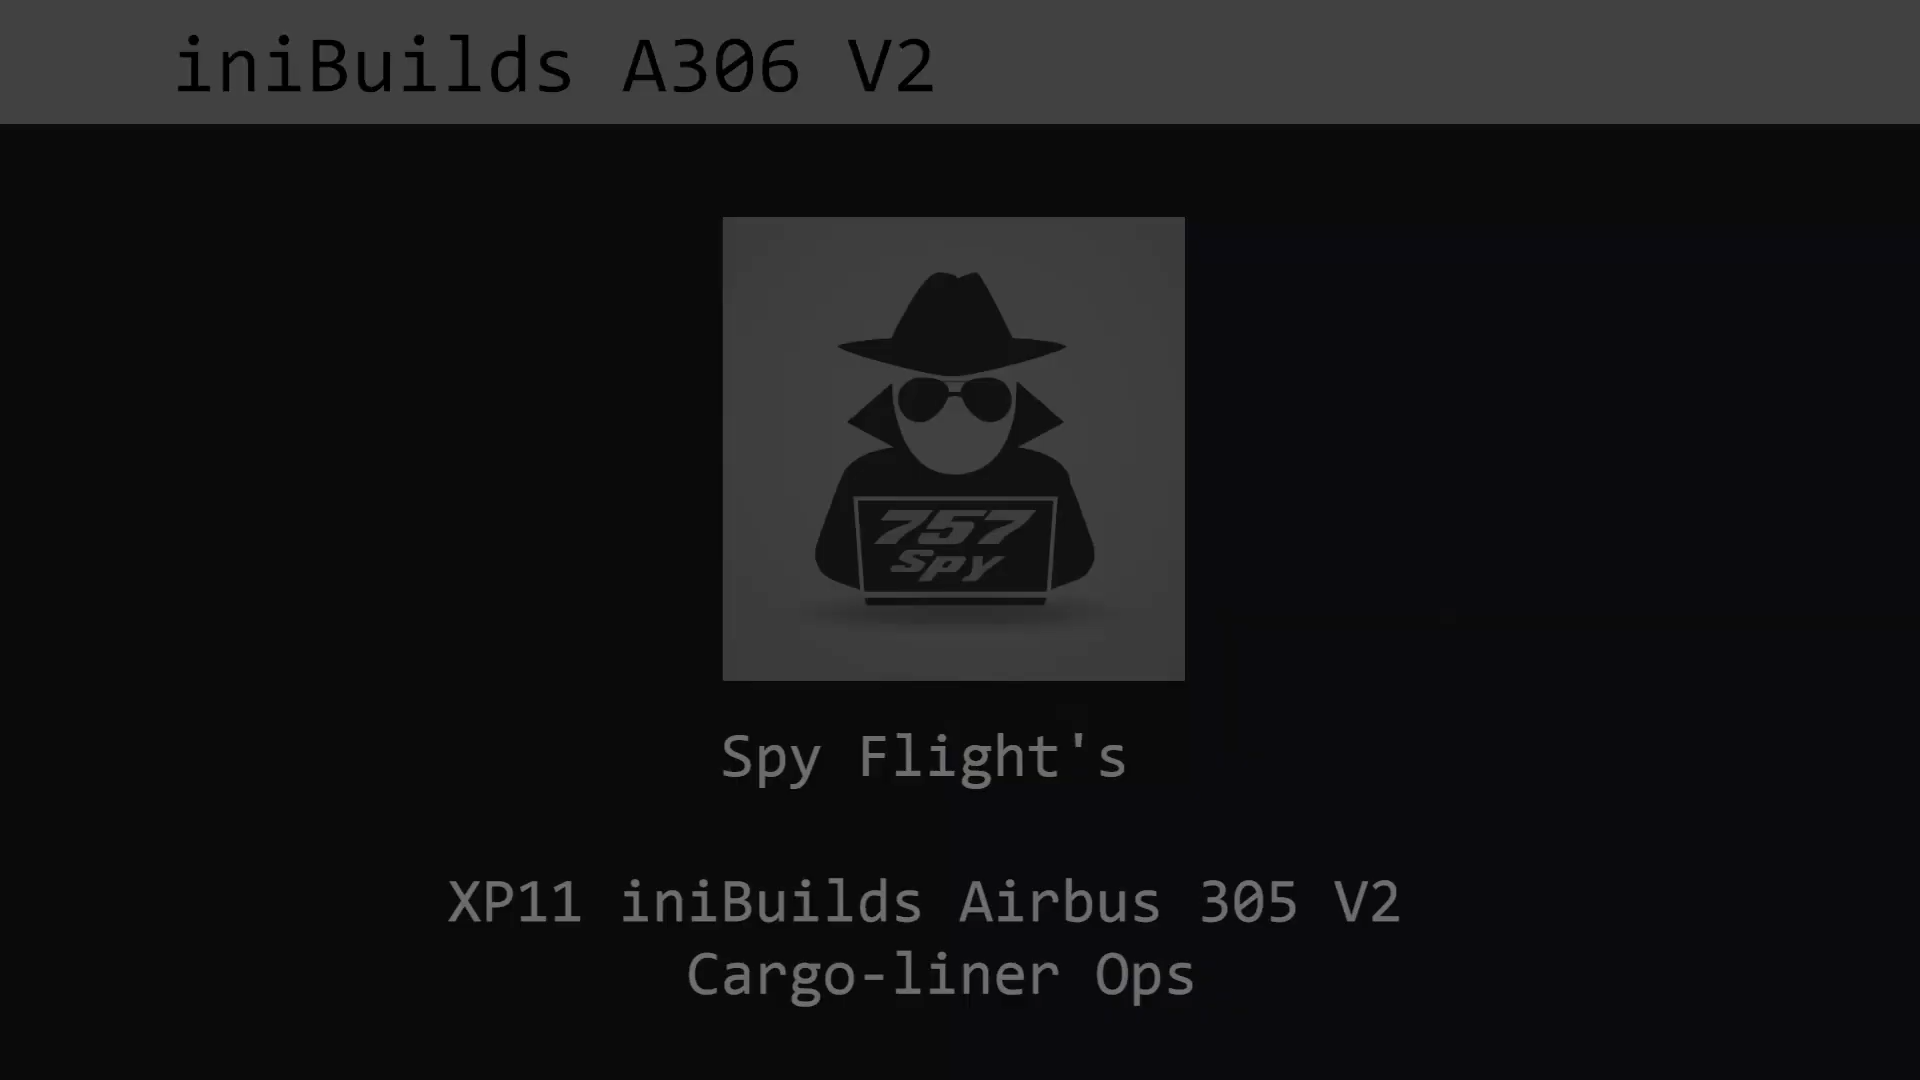 iniBuilds A306 V2
757
Spy
Spy Flight's
XP11 iniBuilds Airbus 305 V2
Cargo-liner Ops